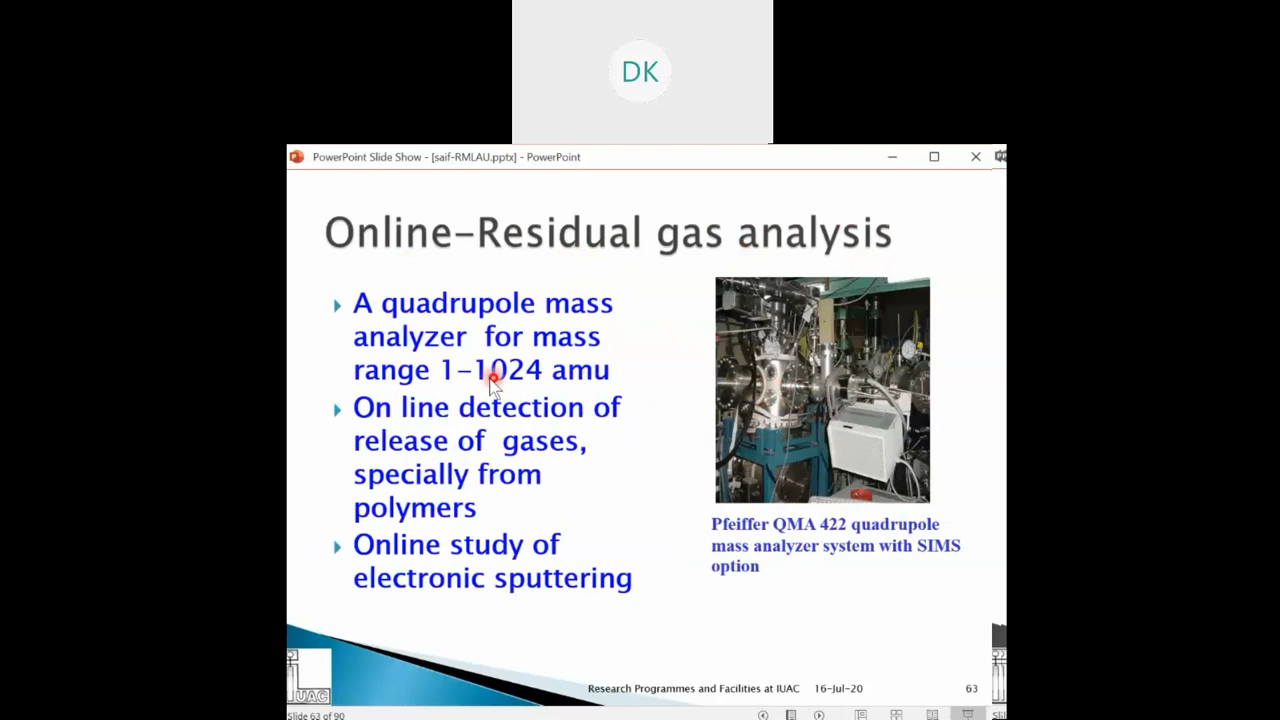 DK
PowerPoint Slide Show - [saif-RMLAU.pptx] - PowerPoint
Online-Residual gas analysis
A quadrupole mass
analyzer for mass
range 1-1024 amu
On line detection of
release of gases,
specially from
polymers
Online study of
electronic sputtering
Pfeiffer QMA 422 quadrupole
mass analyzer system with SIMS
option
IUAC
Research Programmes and Facilities at IUAC 16-Jul-20 63
Slide 63 of 90